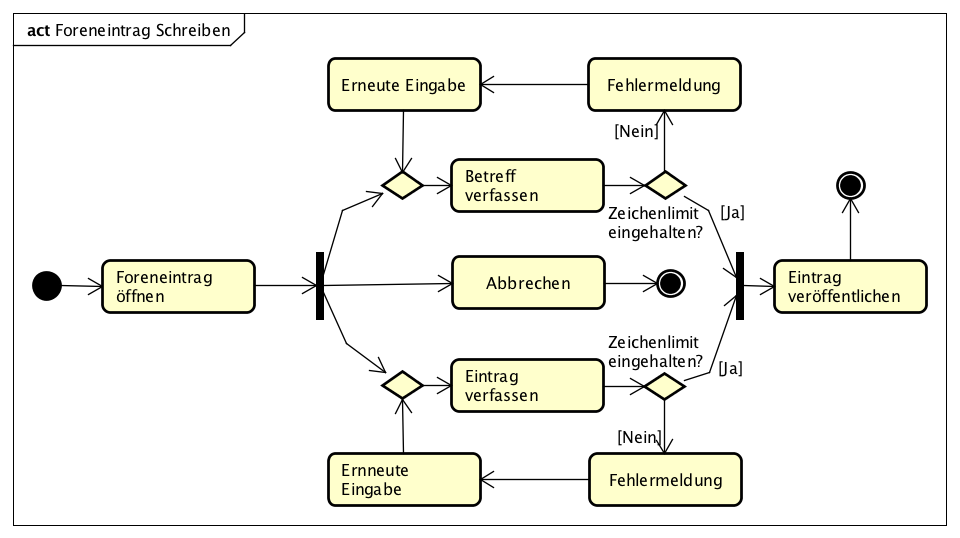 act Foreneintrag Schreiben
Erneute Eingabe
Fehlermeldung
[Nein]
Betreff
verfassen
Zeichenlimit
eingehalten?
[Ja]
Foreneintrag
öffnen
Abbrechen
Eintrag
veröffentlichen
Zeichenlimit
eingehalten?
[Ja]
Eintrag
verfassen
[Nein]
Ernneute
Eingabe
Fehlermeldung